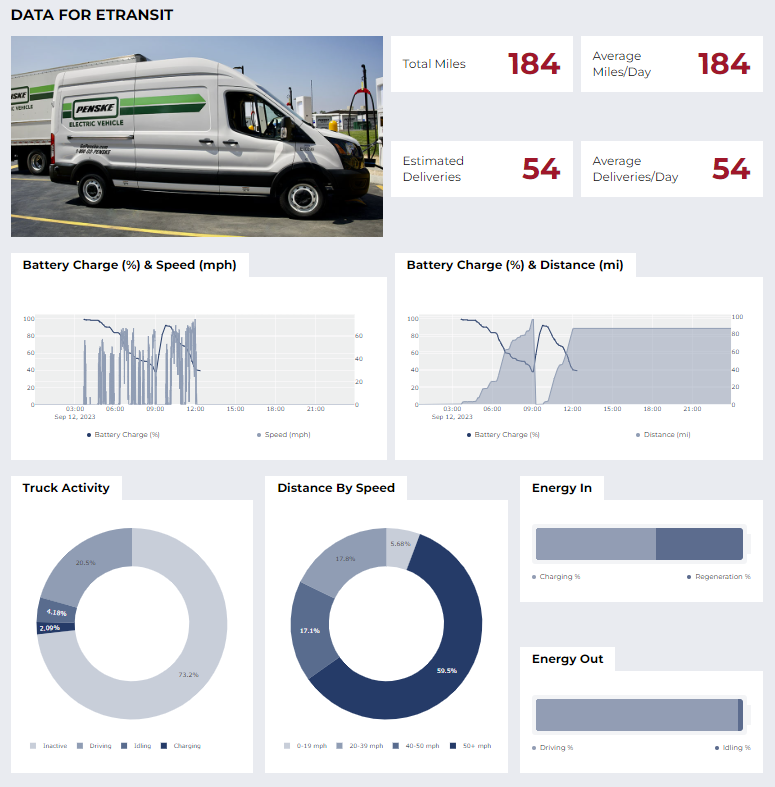 DATA FOR ETRANSIT
PENSKE
ELECTRIC VEHICLE
GoPenske.com
1-800-GO-PENSKE
Total Miles
184
Average
Miles/Day
184
Estimated
Deliveries
54
Average
Deliveries/Day
54
Battery Charge (%) & Speed (mph)
100
80
60
40
20
0
60
40
20
0
03:00 06:00 09:00 12:00 15:00 18:00 21:00
Sep 12, 2023
Battery Charge (%) Speed (mph)
Battery Charge (%) & Distance (mi)
100
80
60
40
20
0
100
80
60
40
20
0
03:00 06:00 09:00 12:00 15:00 18:00 21:00
Sep 12, 2023
Battery Charge (%) Distance (mi)
Truck Activity
20.5%
4.18%
2.09%
73.2%
Inactive Driving Idling Charging
Distance By Speed
5.68%
17.8%
17.1%
59.5%
0-19 mph 20-39 mph 40-50 mph 50+ mph
Energy In
Charging % Regeneration %
Energy Out
Driving % Idling %